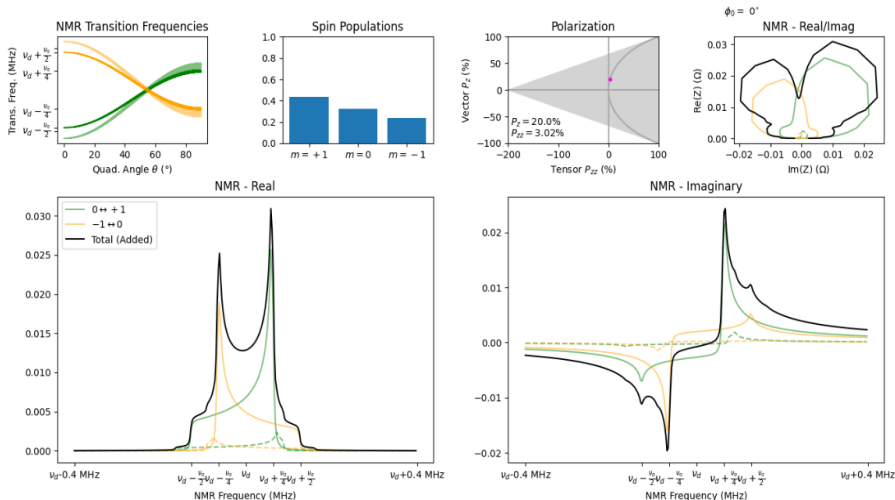 ϕ₀ = 0°
NMR Transition Frequencies
Trans. Freq. (MHz)
ν_d + ν_q/2
ν_d + ν_q/4
ν_d − ν_q/4
ν_d − ν_q/2
0 20 40 60 80
Quad. Angle θ (°)
Spin Populations
1.0
0.8
0.6
0.4
0.2
0.0
m = +1 m = 0 m = −1
Polarization
Vector P_z (%)
100
50
0
−50
−100
P_z = 20.0%
P_zz = 3.02%
−200 −100 0 100
Tensor P_zz (%)
NMR - Real/Imag
Re(Z) (Ω)
0.03
0.02
0.01
0.00
−0.02 −0.01 0.00 0.01 0.02
Im(Z) (Ω)
NMR - Real
0↔+1
−1↔0
Total (Added)
0.030
0.025
0.020
0.015
0.010
0.005
0.000
ν_d-0.4 MHz ν_d − ν_q/2 ν_d − ν_q/4 ν_d ν_d + ν_q/4 ν_d + ν_q/2 ν_d+0.4 MHz
NMR Frequency (MHz)
NMR - Imaginary
0.02
0.01
0.00
−0.01
−0.02
ν_d-0.4 MHz ν_d − ν_q/2 ν_d − ν_q/4 ν_d ν_d + ν_q/4 ν_d + ν_q/2 ν_d+0.4 MHz
NMR Frequency (MHz)